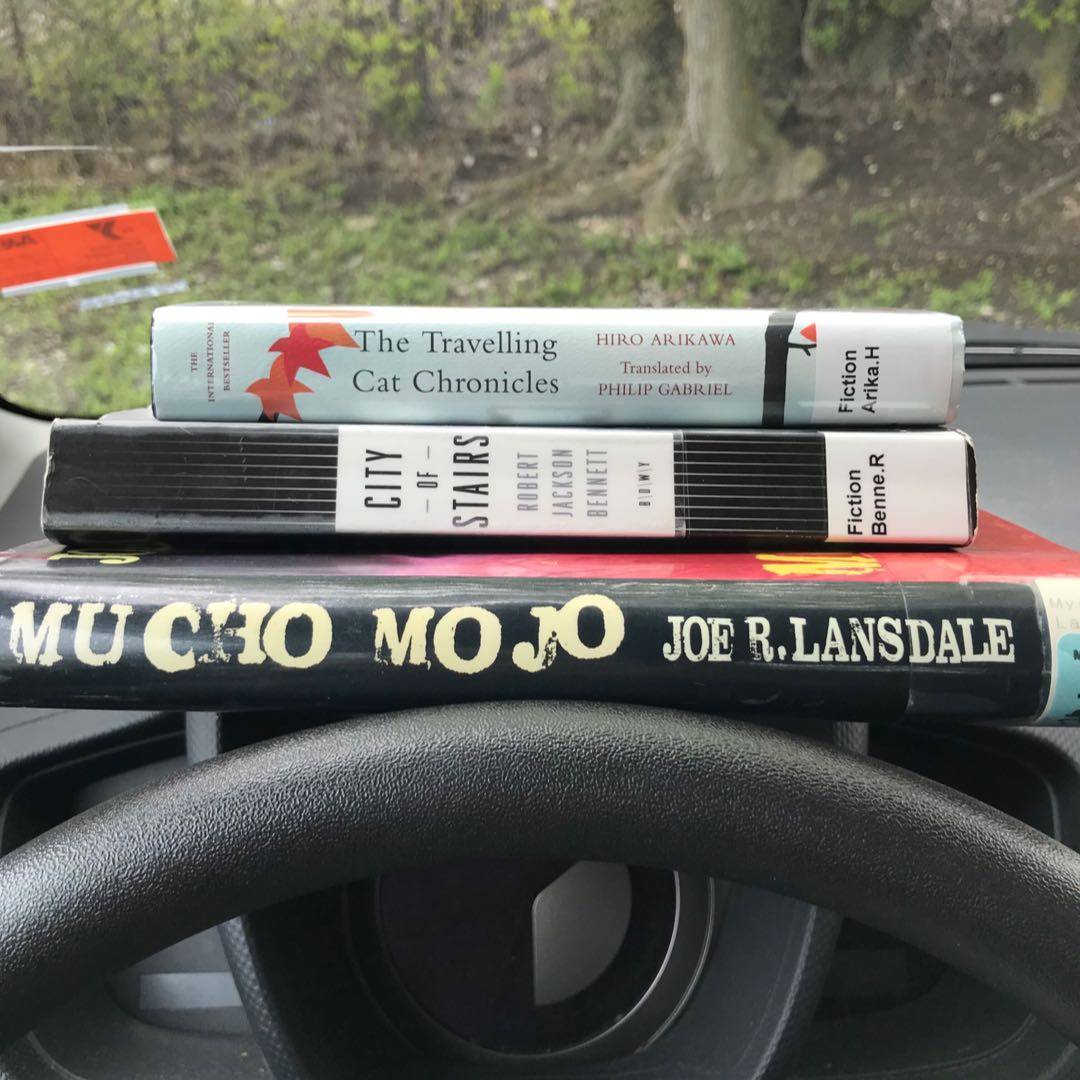 THE
INTERNATIONAL
BESTSELLER
The Travelling
Cat Chronicles
HIRO ARIKAWA
Translated by
PHILIP GABRIEL
Fiction
Arika.H
CITY
– OF –
STAIRS
ROBERT
JACKSON
BENNETT
B\D\W\Y
Fiction
Benne.R
MUCHO MOJO
JOE R. LANSDALE